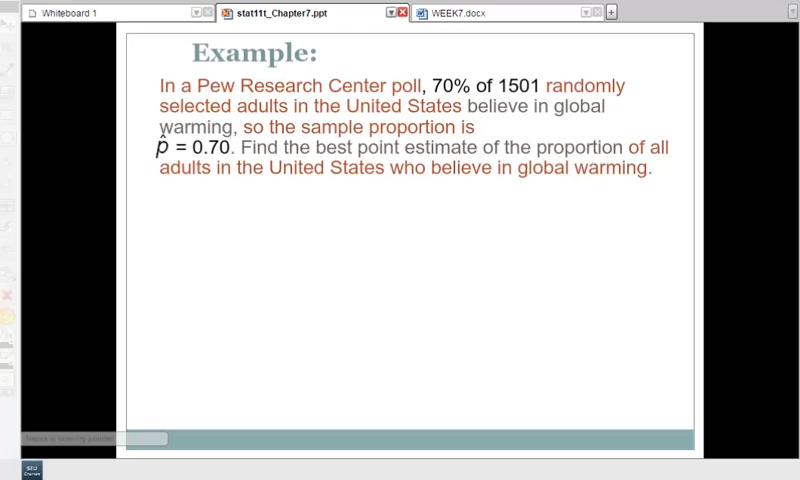 Whiteboard 1
stat11t_Chapter7.ppt
WEEK7.docx
Example:
In a Pew Research Center poll, 70% of 1501 randomly
selected adults in the United States believe in global
warming, so the sample proportion is
p̂ = 0.70. Find the best point estimate of the proportion of all
adults in the United States who believe in global warming.
SEU